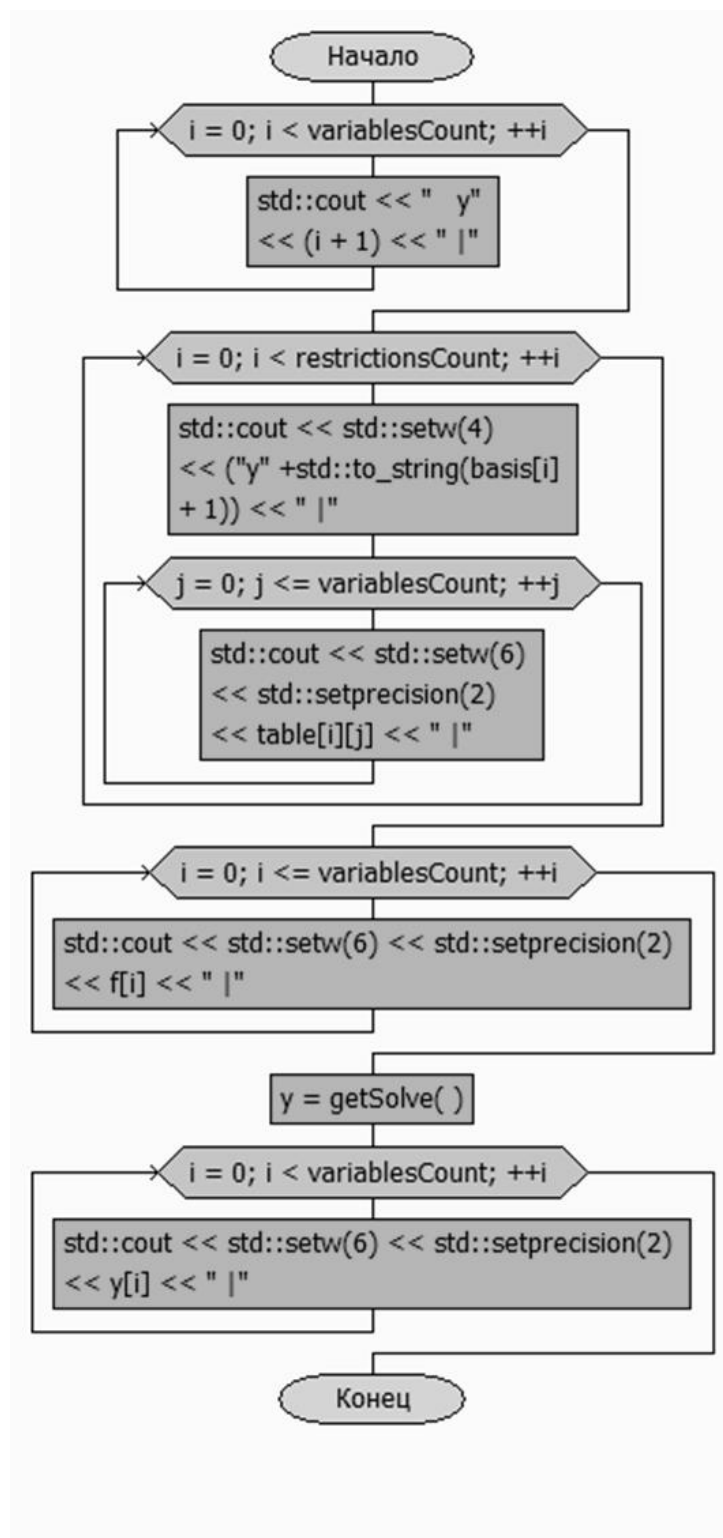 Начало
i = 0; i < variablesCount; ++i
std::cout << "   y"
<< (i + 1) << " |"
i = 0; i < restrictionsCount; ++i
std::cout << std::setw(4)
<< ("y" +std::to_string(basis[i]
+ 1)) << " |"
j = 0; j <= variablesCount; ++j
std::cout << std::setw(6)
<< std::setprecision(2)
<< table[i][j] << " |"
i = 0; i <= variablesCount; ++i
std::cout << std::setw(6) << std::setprecision(2)
<< f[i] << " |"
y = getSolve( )
i = 0; i < variablesCount; ++i
std::cout << std::setw(6) << std::setprecision(2)
<< y[i] << " |"
Конец